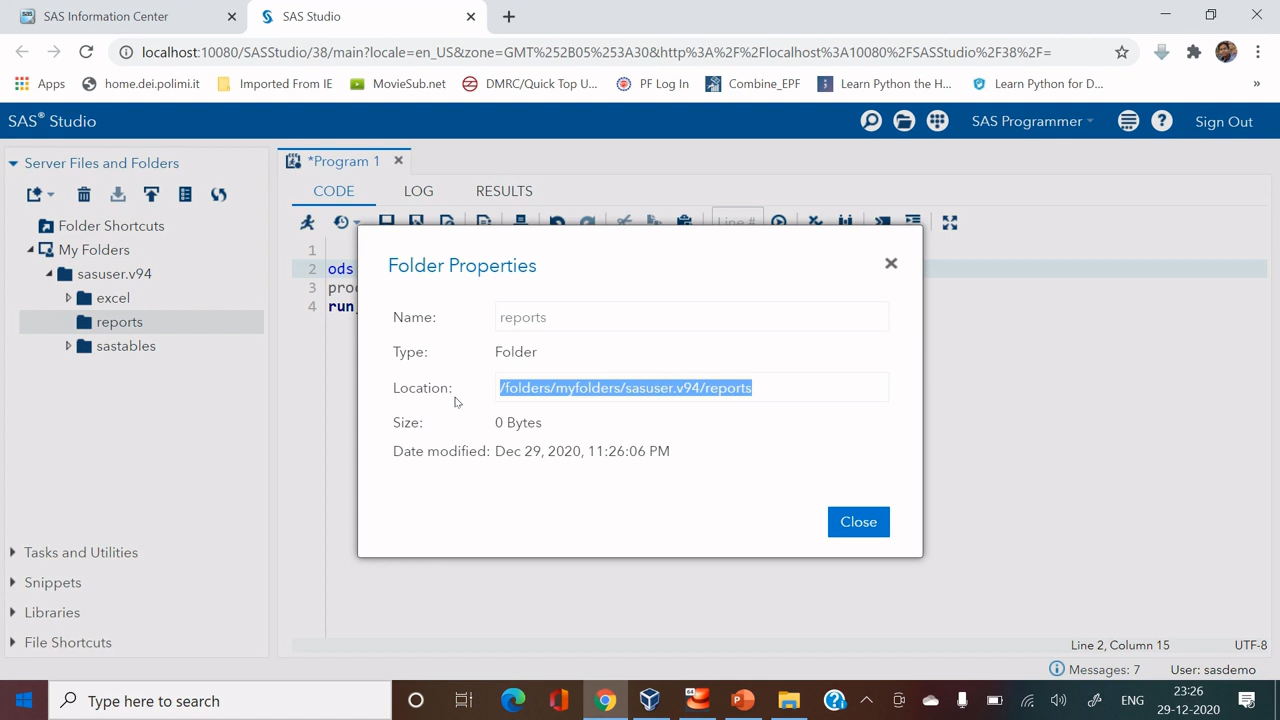 SAS Information Center
SAS Studio
localhost:10080/SASStudio/38/main?locale=en_US&zone=GMT%252B05%253A30&http%3A%2F%2Flocalhost%3A10080%2FSASStudio%2F38%2F=
Apps
home.dei.polimi.it
Imported From IE
MovieSub.net
DMRC/Quick Top U...
PF Log In
Combine_EPF
Learn Python the H...
Learn Python for D...
»
SAS® Studio
SAS Programmer
Sign Out
Server Files and Folders
*Program 1
CODE
LOG
RESULTS
Folder Shortcuts
My Folders
sasuser.v94
excel
reports
sastables
Line #
1
2 ods
3 proc
4 run
Folder Properties
Name: reports
Type: Folder
Location: /folders/myfolders/sasuser.v94/reports
Size: 0 Bytes
Date modified: Dec 29, 2020, 11:26:06 PM
Close
Tasks and Utilities
Snippets
Libraries
File Shortcuts
Line 2, Column 15
UTF-8
Messages: 7
User: sasdemo
Type here to search
64
ENG
23:26
29-12-2020